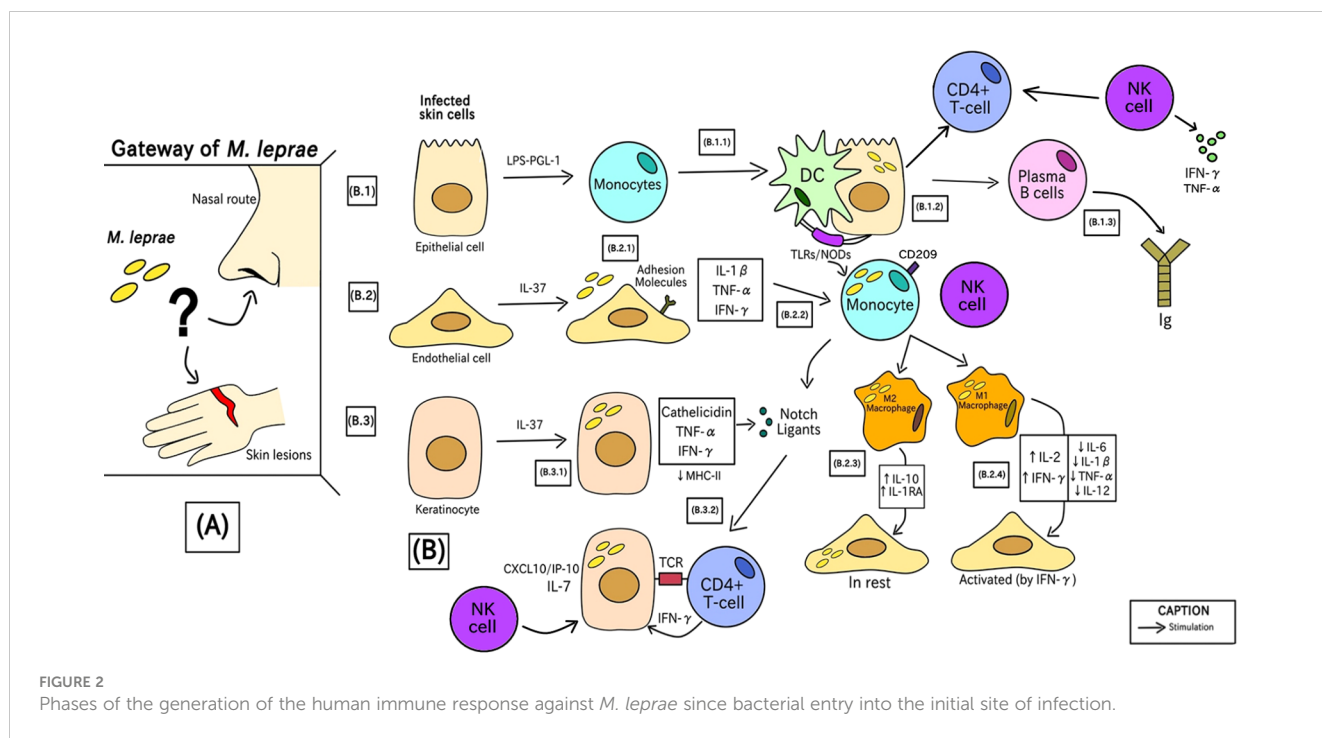 Gateway of M. leprae
Nasal route
M. leprae
?
Skin lesions
(A)
Infected
skin cells
(B.1)
Epithelial cell
LPS-PGL-1
Monocytes
(B.1.1)
DC
TLRs/NODs
(B.1.2)
CD4+
T-cell
NK
cell
IFN-γ
TNF-α
Plasma
B cells
(B.1.3)
Ig
(B.2)
Endothelial cell
IL-37
(B.2.1)
Adhesion
Molecules
IL-1 β
TNF-α
IFN-γ
(B.2.2)
CD209
Monocyte
NK
cell
(B.3)
Keratinocyte
IL-37
(B.3.1)
Cathelicidin
TNF-α
IFN-γ
↓MHC-II
Notch
Ligants
(B.3.2)
M2
Macrophage
M1
Macrophage
(B.2.3)
↑IL-10
↑IL-1RA
(B.2.4)
↑IL-2
↑IFN-γ
↓IL-6
↓IL-1 β
↓TNF-α
↓IL-12
In rest
Activated (by IFN-γ)
(B)
CXCL10/IP-10
IL-7
NK
cell
TCR
CD4+
T-cell
IFN-γ
CAPTION
Stimulation
FIGURE 2
Phases of the generation of the human immune response against M. leprae since bacterial entry into the initial site of infection.